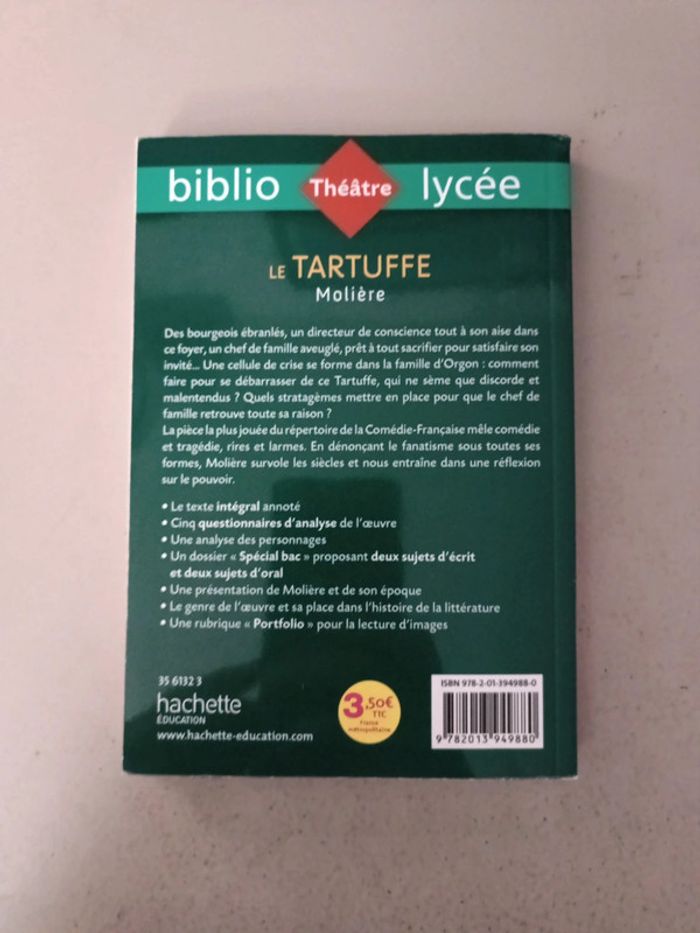 biblio Théâtre lycée
LE TARTUFFE
Molière
Des bourgeois ébranlés, un directeur de conscience tout à son aise dans
ce foyer, un chef de famille aveuglé, prêt à tout sacrifier pour satisfaire son
invité... Une cellule de crise se forme dans la famille d'Orgon : comment
faire pour se débarrasser de ce Tartuffe, qui ne sème que discorde et
malentendus ? Quels stratagèmes mettre en place pour que le chef de
famille retrouve toute sa raison ?
La pièce la plus jouée du répertoire de la Comédie-Française mêle comédie
et tragédie, rires et larmes. En dénonçant le fanatisme sous toutes ses
formes, Molière survole les siècles et nous entraîne dans une réflexion
sur le pouvoir.
• Le texte intégral annoté
• Cinq questionnaires d'analyse de l'œuvre
• Une analyse des personnages
• Un dossier « Spécial bac » proposant deux sujets d'écrit
et deux sujets d'oral
• Une présentation de Molière et de son époque
• Le genre de l'œuvre et sa place dans l'histoire de la littérature
• Une rubrique « Portfolio » pour la lecture d'images
35 6132 3
hachette
ÉDUCATION
www.hachette-education.com
3,50€
TTC
France
métropolitaine
ISBN 978-2-01-394988-0
9 782013 949880